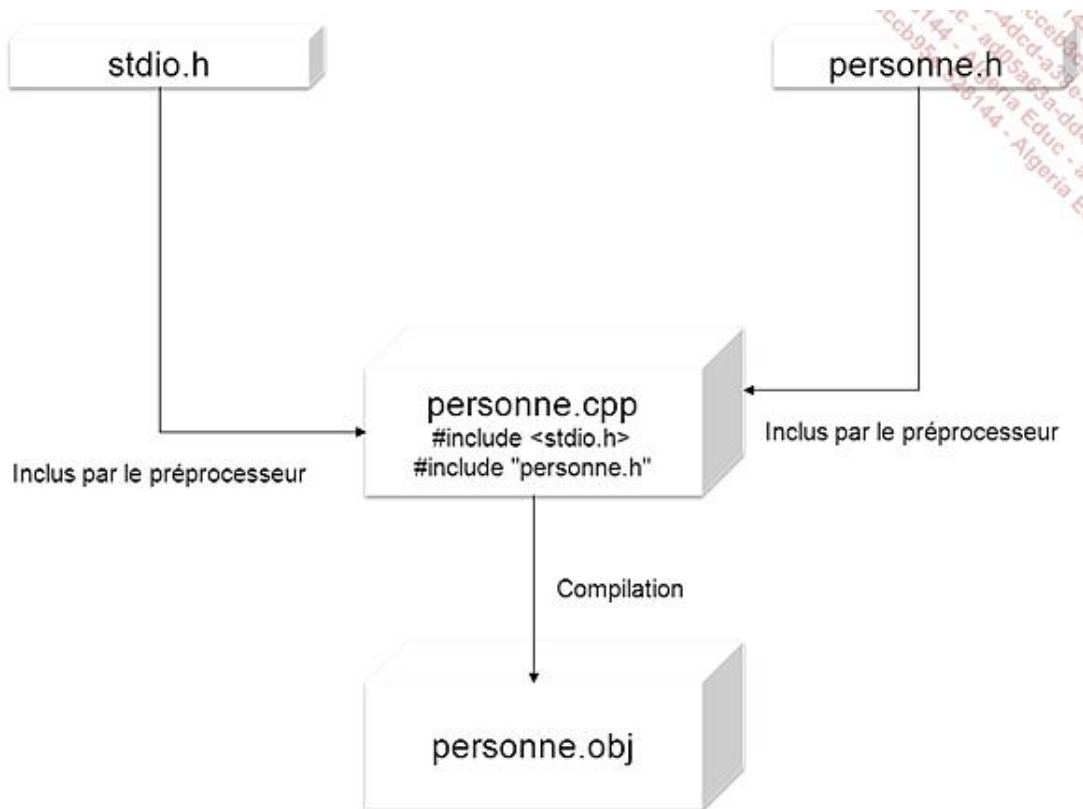 stdio.h
personne.h
personne.cpp
#include <stdio.h>
#include "personne.h"
Inclus par le préprocesseur
Inclus par le préprocesseur
Compilation
personne.obj